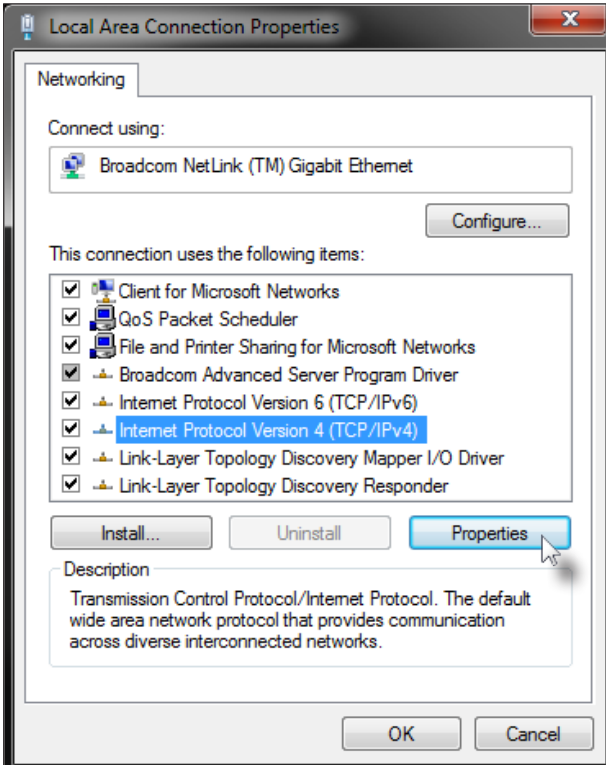 Local Area Connection Properties
Networking
Connect using:
Broadcom NetLink (TM) Gigabit Ethernet
Configure...
This connection uses the following items:
Client for Microsoft Networks
QoS Packet Scheduler
File and Printer Sharing for Microsoft Networks
Broadcom Advanced Server Program Driver
Internet Protocol Version 6 (TCP/IPv6)
Internet Protocol Version 4 (TCP/IPv4)
Link-Layer Topology Discovery Mapper I/O Driver
Link-Layer Topology Discovery Responder
Install...
Uninstall
Properties
Description
Transmission Control Protocol/Internet Protocol. The default
wide area network protocol that provides communication
across diverse interconnected networks.
OK
Cancel